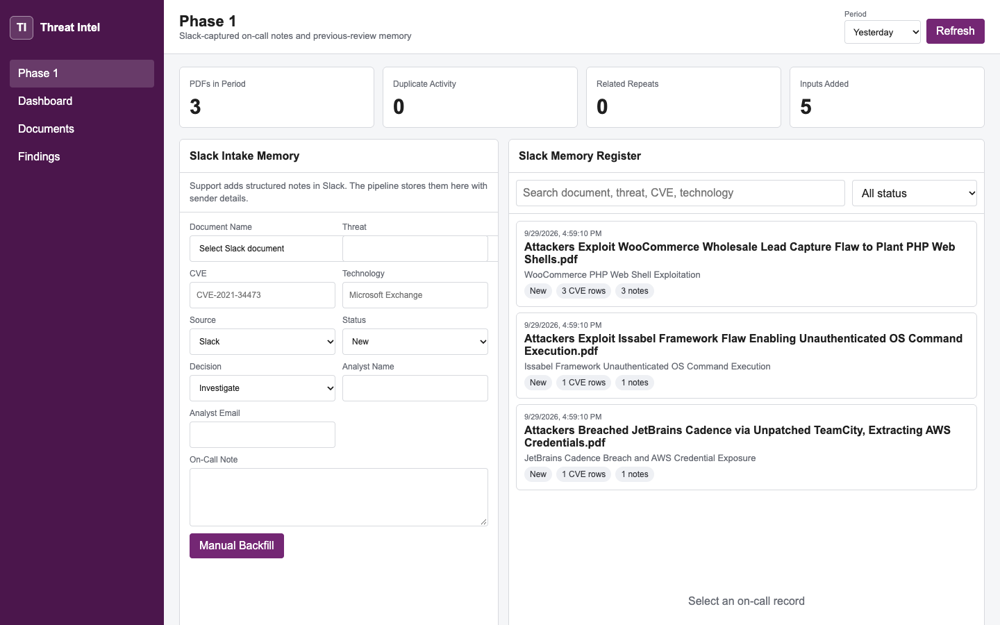 TI
Threat Intel
Phase 1
Dashboard
Documents
Findings
Phase 1
Slack-captured on-call notes and previous-review memory
Period
Yesterday
Refresh
PDFs in Period
3
Duplicate Activity
0
Related Repeats
0
Inputs Added
5
Slack Intake Memory
Support adds structured notes in Slack. The pipeline stores them here with
sender details.
Document Name
Threat
Select Slack document
CVE
Technology
CVE-2021-34473
Microsoft Exchange
Source
Status
Slack
New
Decision
Analyst Name
Investigate
Analyst Email
On-Call Note
Manual Backfill
Slack Memory Register
Search document, threat, CVE, technology
All status
9/29/2026, 4:59:10 PM
Attackers Exploit WooCommerce Wholesale Lead Capture Flaw to Plant PHP Web
Shells.pdf
WooCommerce PHP Web Shell Exploitation
New
3 CVE rows
3 notes
9/29/2026, 4:59:10 PM
Attackers Exploit Issabel Framework Flaw Enabling Unauthenticated OS Command
Execution.pdf
Issabel Framework Unauthenticated OS Command Execution
New
1 CVE rows
1 notes
9/29/2026, 4:59:10 PM
Attackers Breached JetBrains Cadence via Unpatched TeamCity, Extracting AWS
Credentials.pdf
JetBrains Cadence Breach and AWS Credential Exposure
New
1 CVE rows
1 notes
Select an on-call record